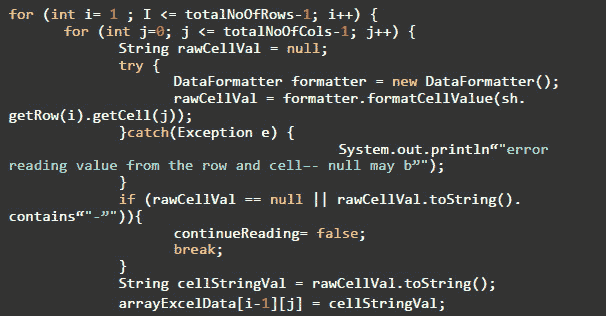 for (int i= 1 ; I <= totalNoOfRows-1; i++) {
for (int j=0; j <= totalNoOfCols-1; j++) {
String rawCellVal = null;
try {
DataFormatter formatter = new DataFormatter();
rawCellVal = formatter.formatCellValue(sh.
getRow(i).getCell(j));
}catch(Exception e) {
System.out.println“"error
reading value from the row and cell-- null may b”");
}
if (rawCellVal == null || rawCellVal.toString().
contains“"-”")){
continueReading= false;
break;
}
String cellStringVal = rawCellVal.toString();
arrayExcelData[i-1][j] = cellStringVal;